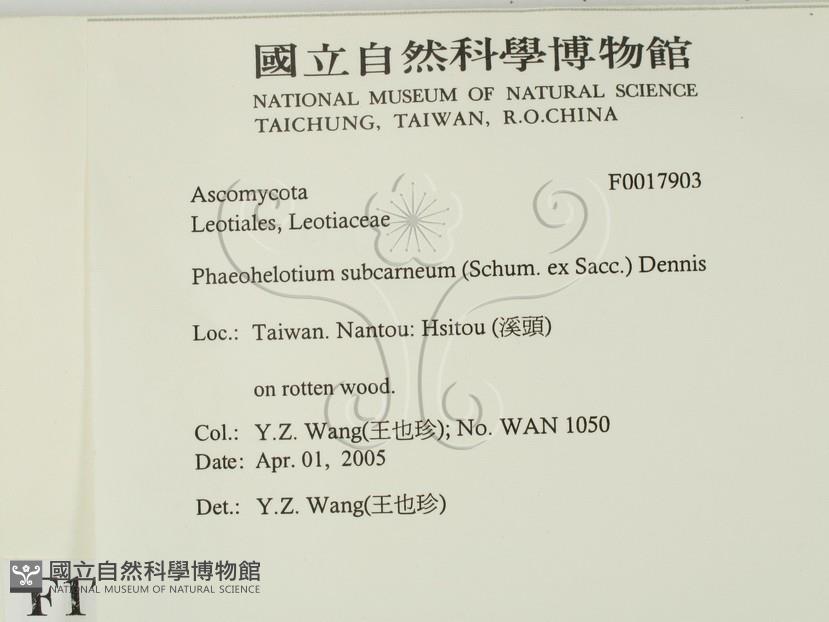 國立自然科學博物館
NATIONAL MUSEUM OF NATURAL SCIENCE
TAICHUNG, TAIWAN, R.O.CHINA
Ascomycota F0017903
Leotiales, Leotiaceae
Phaeohelotium subcarneum (Schum. ex Sacc.) Dennis
Loc.: Taiwan. Nantou: Hsitou (溪頭)
on rotten wood.
Col.: Y.Z. Wang(王也珍); No. WAN 1050
Date: Apr. 01, 2005
Det.: Y.Z. Wang(王也珍)
國立自然科學博物館
NATIONAL MUSEUM OF NATURAL SCIENCE
F1